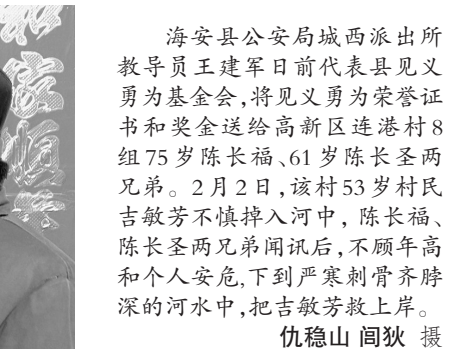 海安县公安局城西派出所
教导员王建军日前代表县见义
勇为基金会,将见义勇为荣誉证
书和奖金送给高新区连港村8
组75岁陈长福、61岁陈长圣两
兄弟。2月2日,该村53岁村民
吉敏芳不慎掉入河中,陈长福、
陈长圣两兄弟闻讯后,不顾年高
和个人安危,下到严寒刺骨齐脖
深的河水中,把吉敏芳救上岸。
仇稳山 闾狄 摄